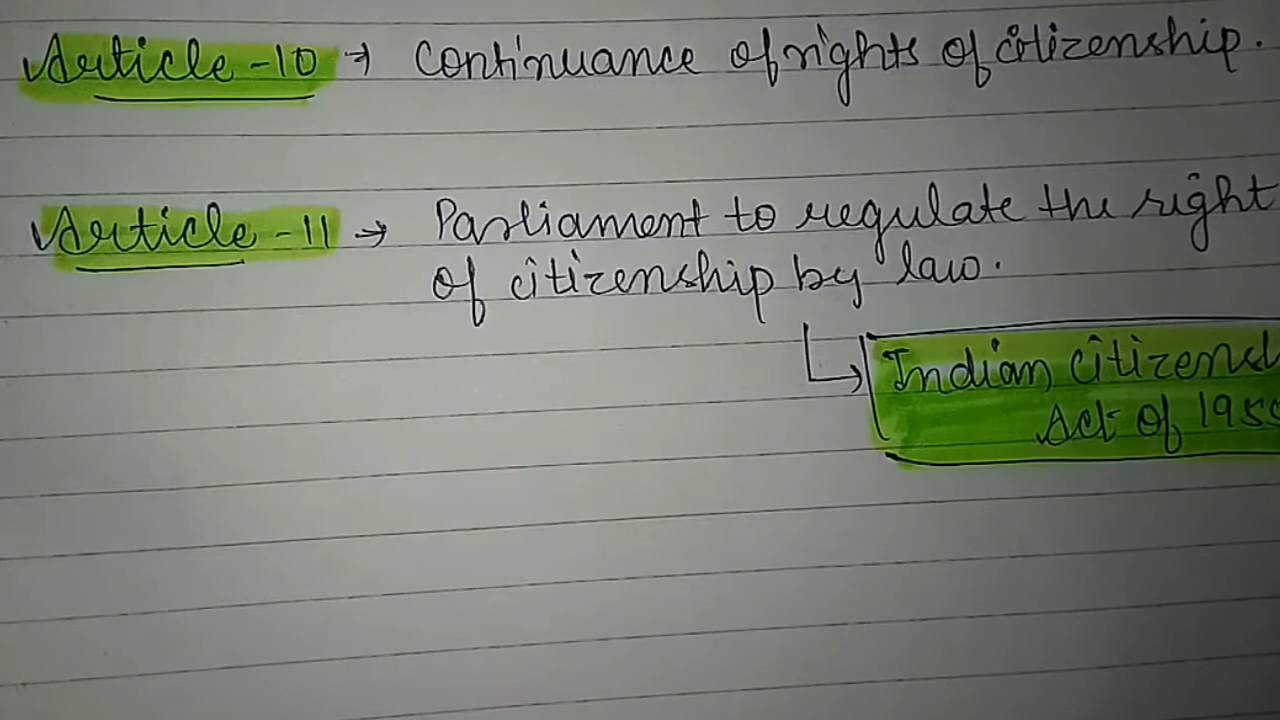 Article-10 → Continuance of rights of citizenship.
Article-11 → Parliament to regulate the right
of citizenship by law.
↳ Indian citizensh
Act of 1955